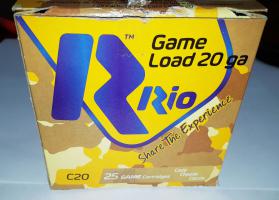 Game
Load 20 ga
™
Rio
Share The Experience
C20
25 GAME Cartridges